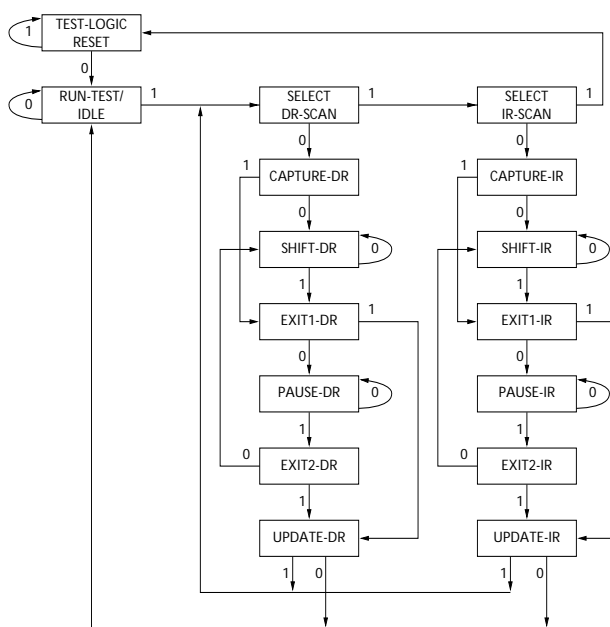 TEST-LOGIC
RESET
1
0
RUN-TEST/
IDLE
0
1
SELECT
DR-SCAN
1
SELECT
IR-SCAN
1
0
0
1
CAPTURE-DR
1
CAPTURE-IR
0
0
SHIFT-DR
0
SHIFT-IR
0
1
1
EXIT1-DR
1
EXIT1-IR
1
0
0
PAUSE-DR
0
PAUSE-IR
0
1
1
0
EXIT2-DR
0
EXIT2-IR
1
1
UPDATE-DR
UPDATE-IR
1
0
1
0